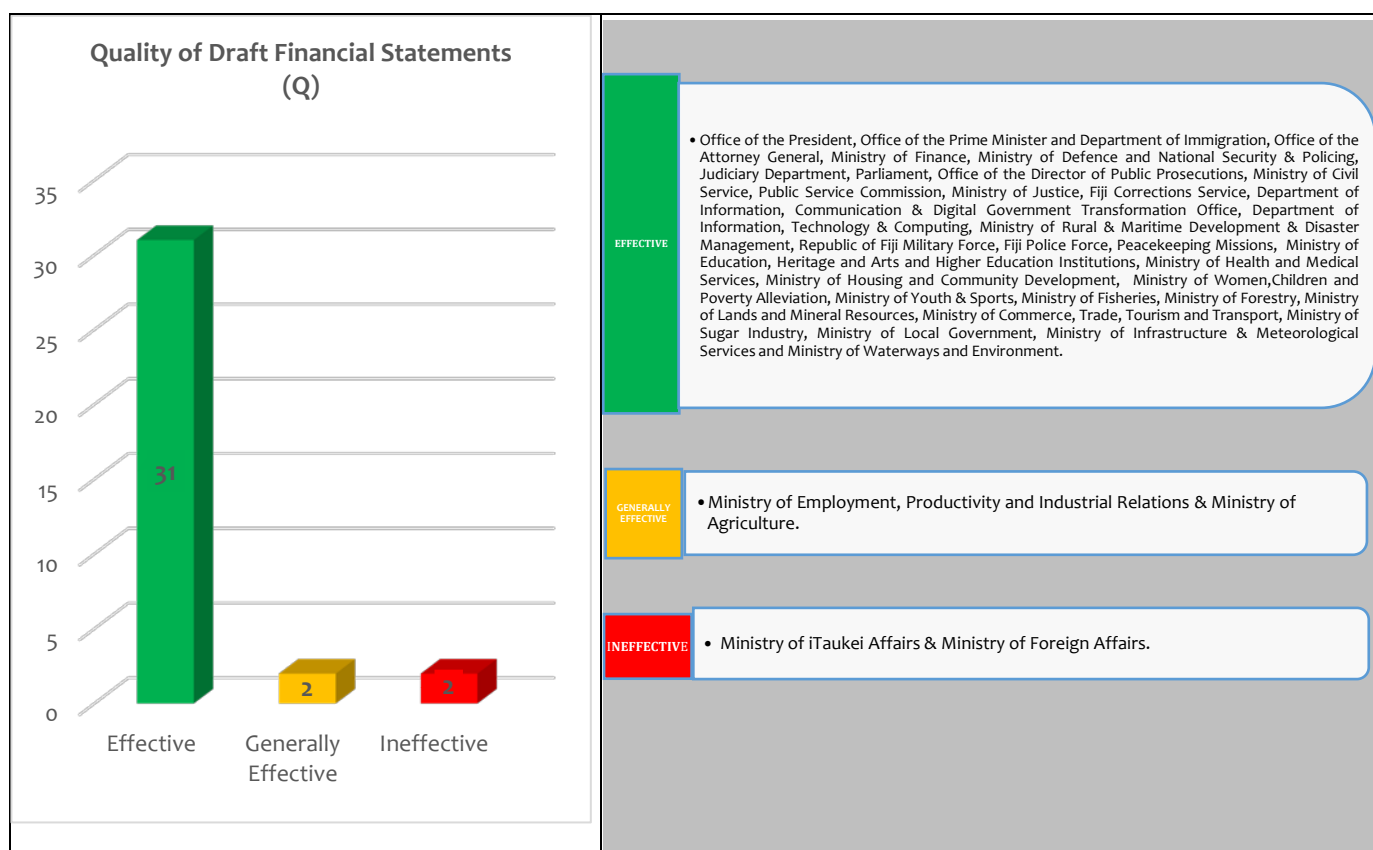 Quality of Draft Financial Statements
(Q)
35
30
25
20
15
10
5
0
31
2
2
Effective
Generally
Effective
Ineffective
EFFECTIVE
• Office of the President, Office of the Prime Minister and Department of Immigration, Office of the
Attorney General, Ministry of Finance, Ministry of Defence and National Security & Policing,
Judiciary Department, Parliament, Office of the Director of Public Prosecutions, Ministry of Civil
Service, Public Service Commission, Ministry of Justice, Fiji Corrections Service, Department of
Information, Communication & Digital Government Transformation Office, Department of
Information, Technology & Computing, Ministry of Rural & Maritime Development & Disaster
Management, Republic of Fiji Military Force, Fiji Police Force, Peacekeeping Missions, Ministry of
Education, Heritage and Arts and Higher Education Institutions, Ministry of Health and Medical
Services, Ministry of Housing and Community Development, Ministry of Women,Children and
Poverty Alleviation, Ministry of Youth & Sports, Ministry of Fisheries, Ministry of Forestry, Ministry
of Lands and Mineral Resources, Ministry of Commerce, Trade, Tourism and Transport, Ministry of
Sugar Industry, Ministry of Local Government, Ministry of Infrastructure & Meteorological
Services and Ministry of Waterways and Environment.
GENERALLY
EFFECTIVE
• Ministry of Employment, Productivity and Industrial Relations & Ministry of
Agriculture.
INEFFECTIVE
• Ministry of iTaukei Affairs & Ministry of Foreign Affairs.